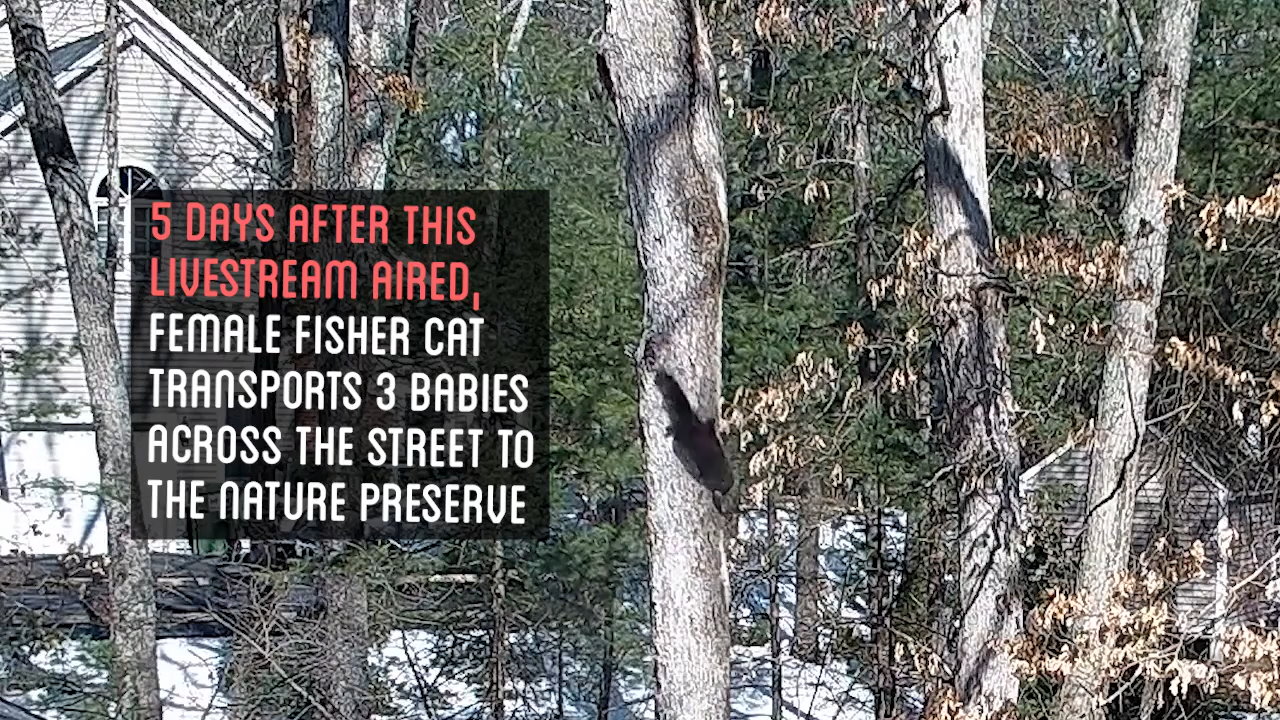 5 DAYS AFTER THIS
LIVESTREAM AIRED,
FEMALE FISHER CAT
TRANSPORTS 3 BABIES
ACROSS THE STREET TO
THE NATURE PRESERVE